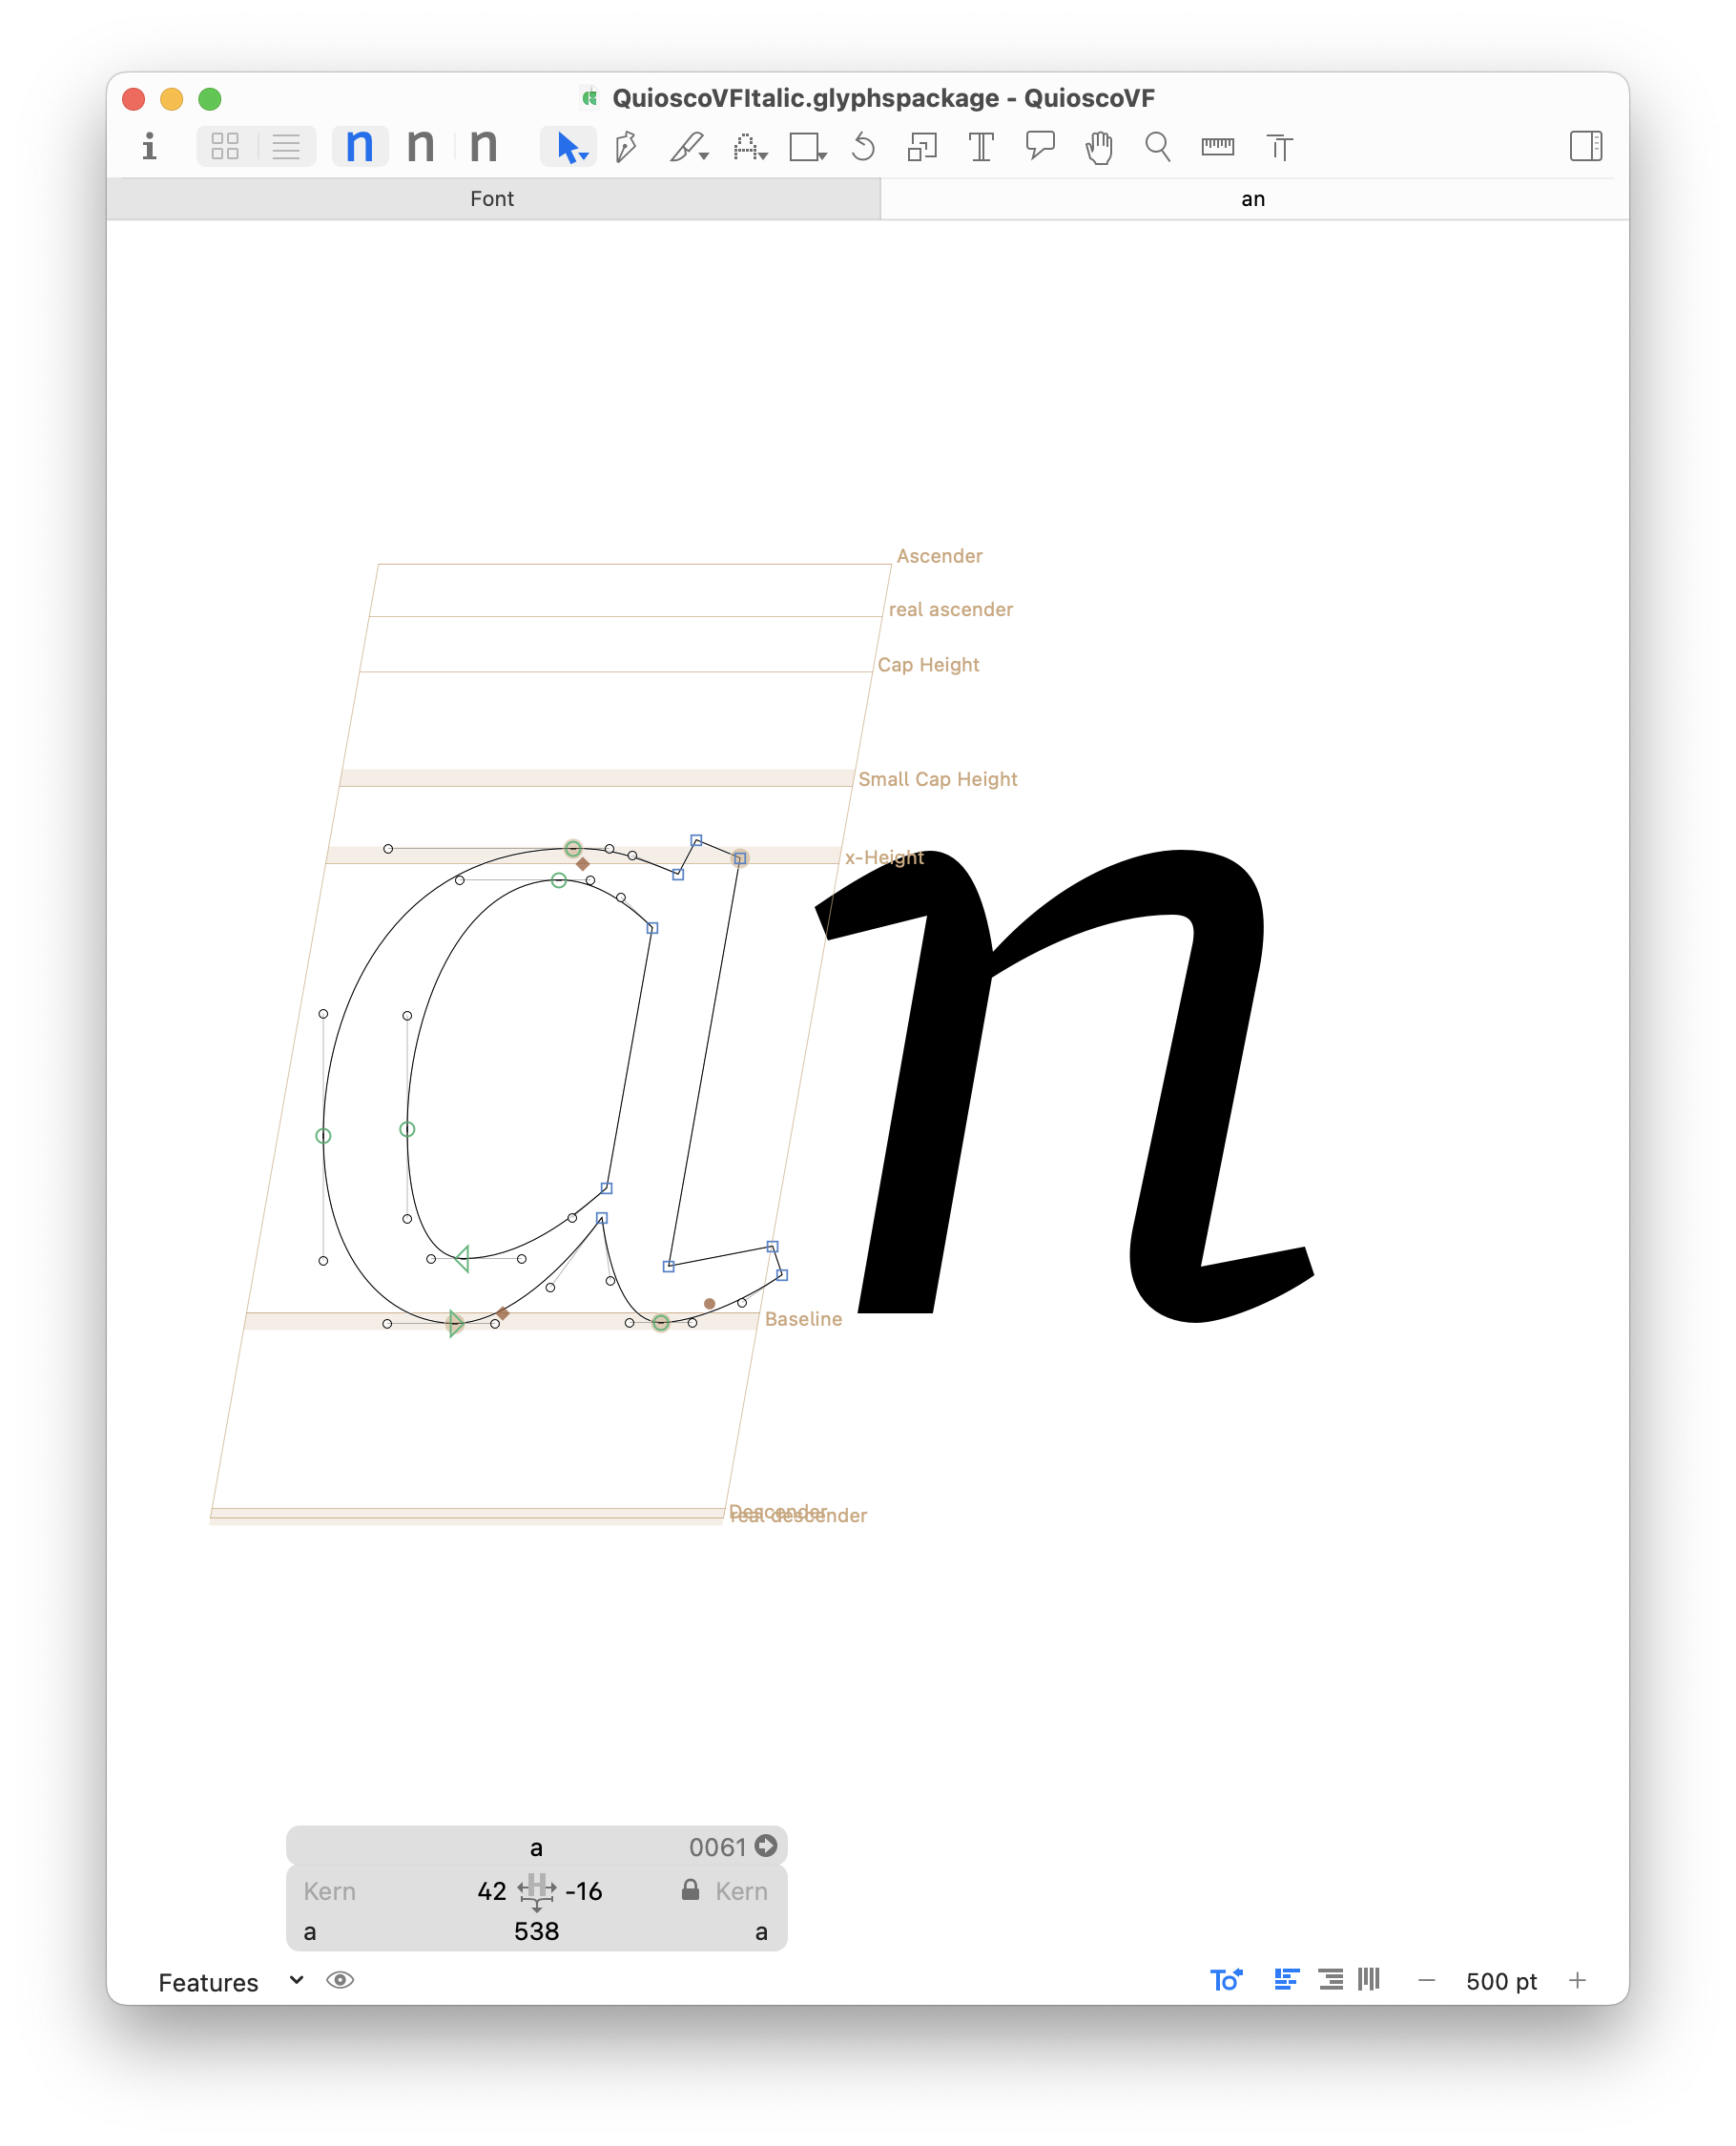 QuioscoVFItalic.glyphspackage - QuioscoVF
n n n
Font an
Ascender
real ascender
Cap Height
Small Cap Height
x-Height
n
Baseline
Descender
real descender
a 0061
Kern 42 H -16 Kern
a 538 a
Features 500 pt